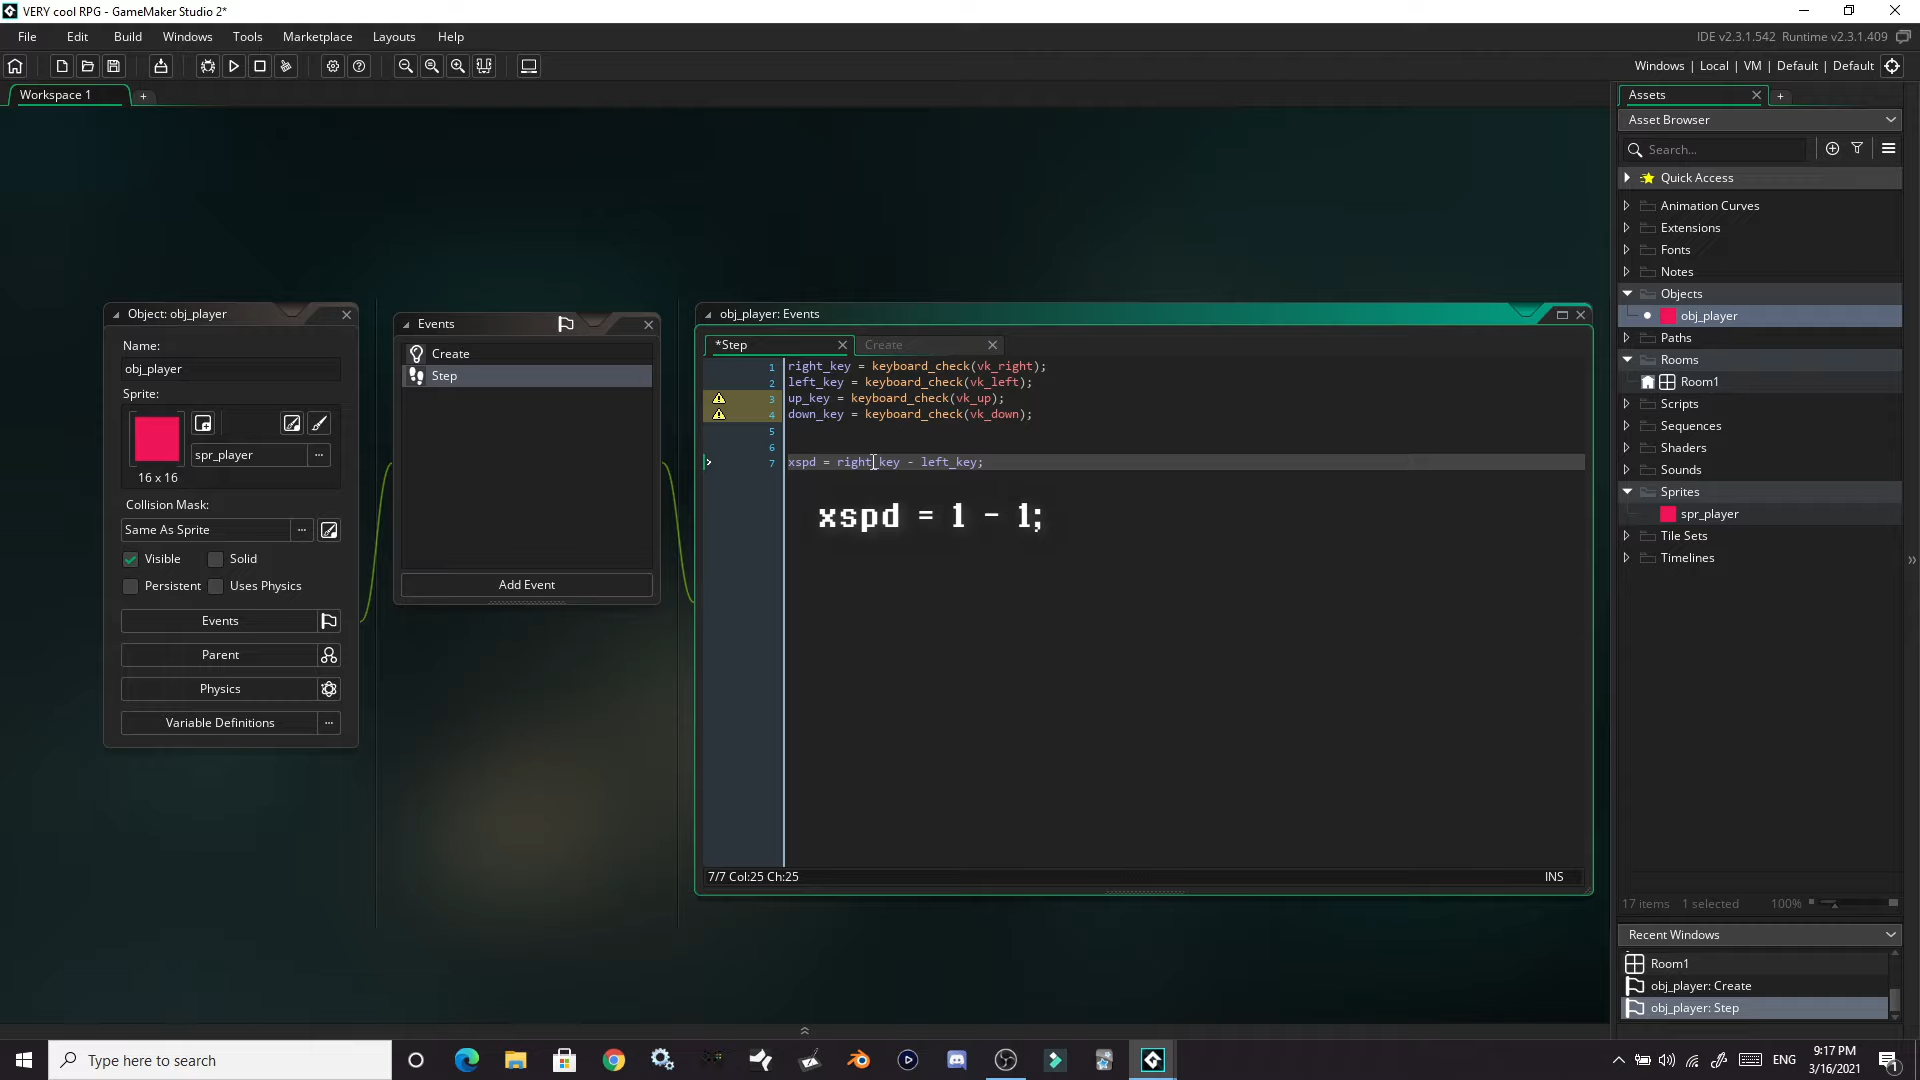 VERY cool RPG - GameMaker Studio 2*
File Edit Build Windows Tools Marketplace Layouts Help
IDE v2.3.1.542 Runtime v2.3.1.409
Windows | Local | VM | Default | Default
Workspace 1
Assets
Asset Browser
Search...
Quick Access
Animation Curves
Extensions
Fonts
Notes
Objects
obj_player
Paths
Rooms
Room1
Scripts
Sequences
Shaders
Sounds
Sprites
spr_player
Tile Sets
Timelines
17 items 1 selected 100%
Recent Windows
Room1
obj_player: Create
obj_player: Step
Object: obj_player
Name:
obj_player
Sprite:
spr_player
16 x 16
Collision Mask:
Same As Sprite
Visible Solid
Persistent Uses Physics
Events
Parent
Physics
Variable Definitions
Events
Create
Step
Add Event
obj_player: Events
*Step Create
1 right_key = keyboard_check(vk_right);
2 left_key = keyboard_check(vk_left);
3 up_key = keyboard_check(vk_up);
4 down_key = keyboard_check(vk_down);
5
6
7 xspd = right_key - left_key;
xspd = 1 - 1;
7/7 Col:25 Ch:25 INS
Type here to search
ENG
9:17 PM
3/16/2021
1